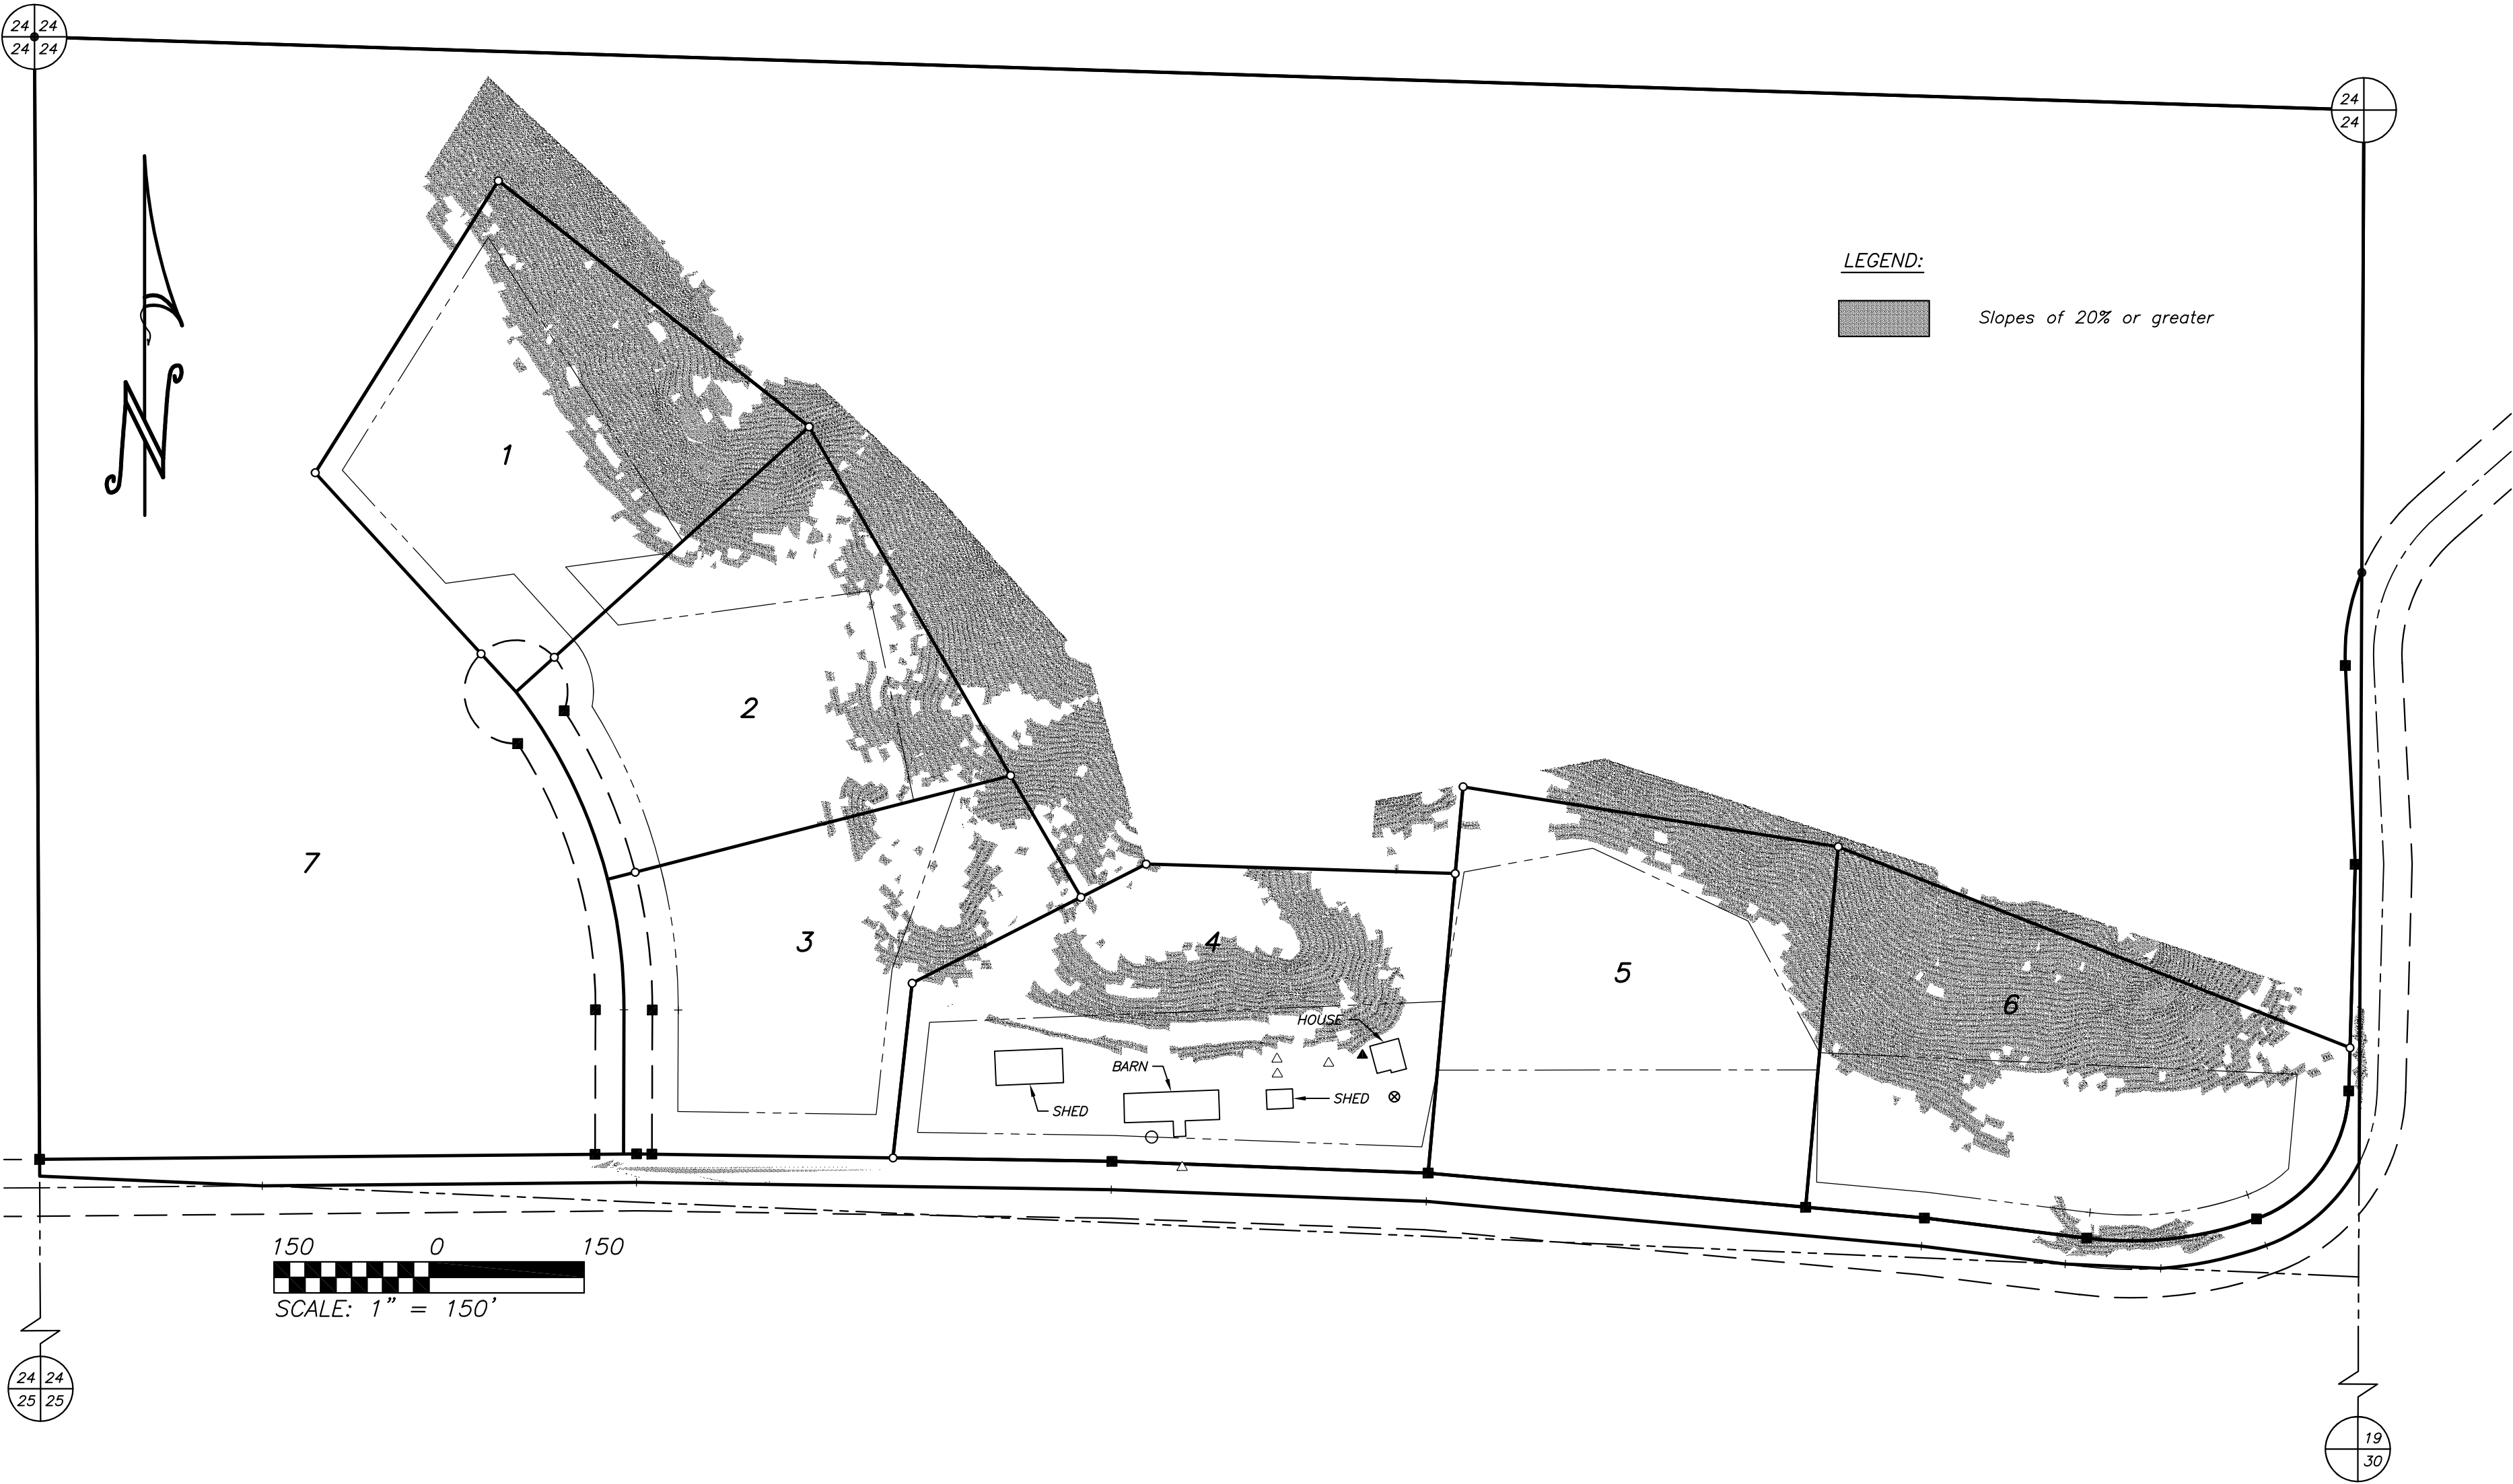 24 24
24 24
24
24
LEGEND:
Slopes of 20% or greater
N
1
2
7
3
4
5
6
HOUSE
BARN
SHED
SHED
150 0 150
SCALE: 1" = 150'
24 24
25 25
19
30